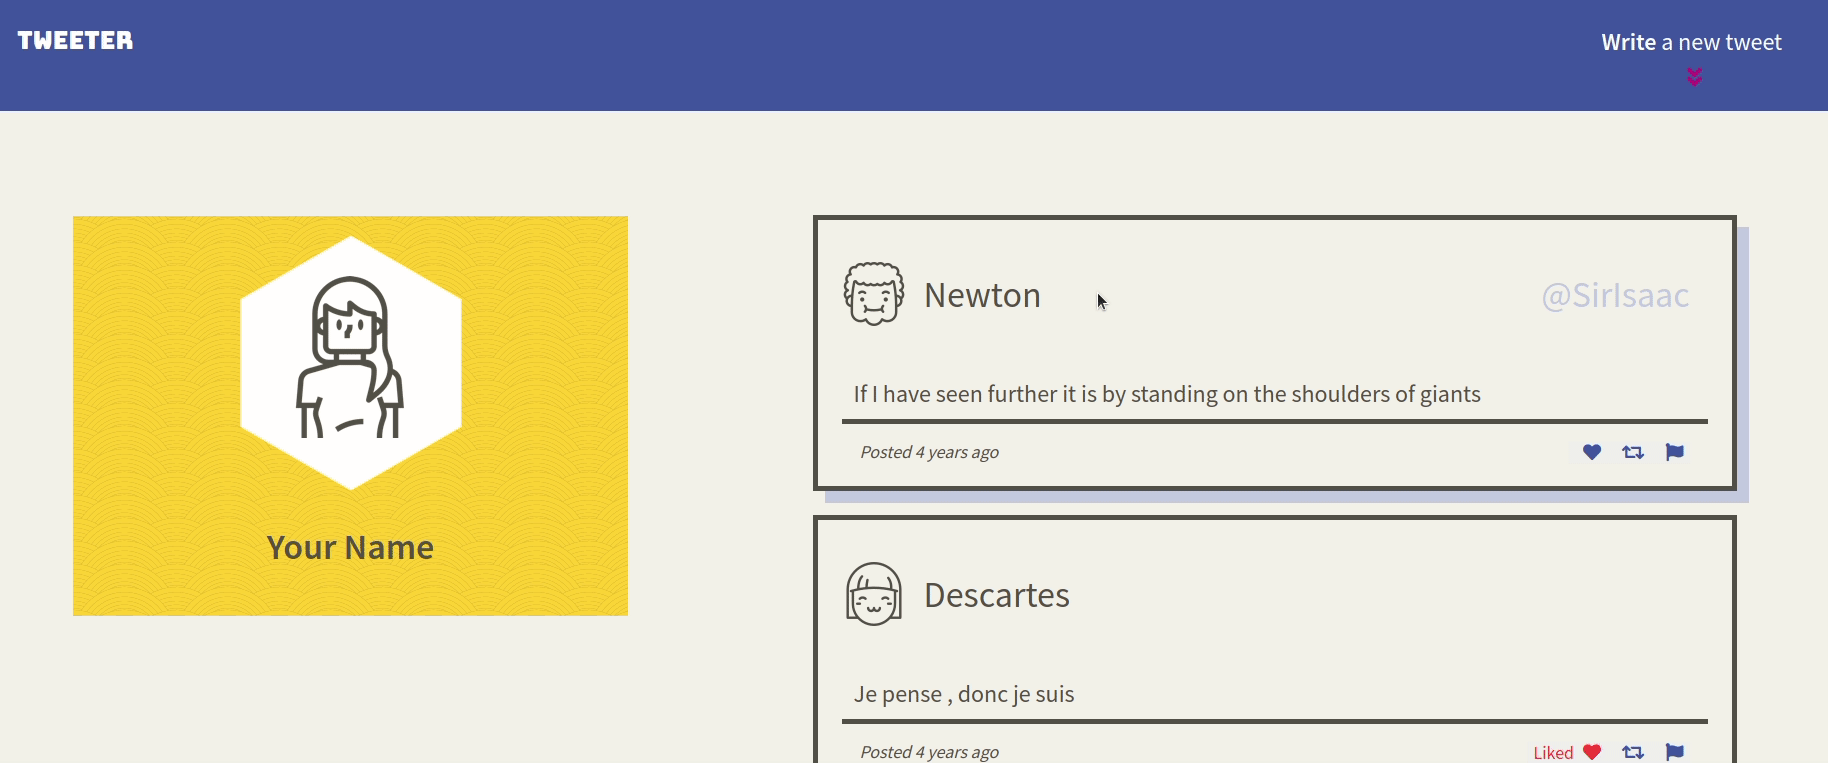 TWEETER
Write a new tweet
Your Name
Newton
@SirIsaac
If I have seen further it is by standing on the shoulders of giants
Posted 4 years ago
Descartes
Je pense , donc je suis
Posted 4 years ago
Liked